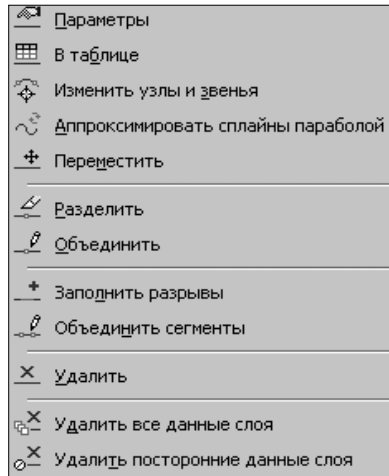 Параметры
В таблице
Изменить узлы и звенья
Аппроксимировать сплайны параболой
Переместить
Разделить
Объединить
Заполнить разрывы
Объединить сегменты
Удалить
Удалить все данные слоя
Удалить посторонние данные слоя